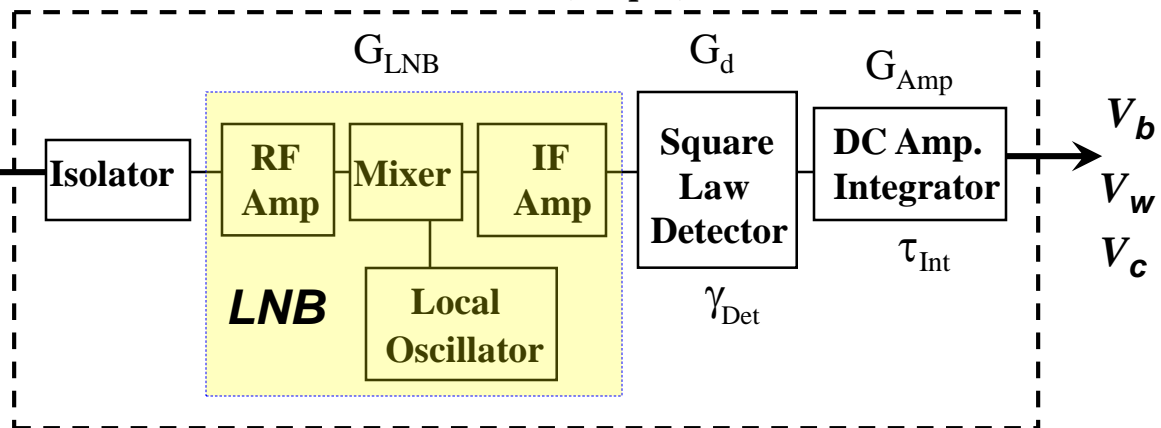 G_LNB
G_d
G_Amp
Isolator
RF
Amp
Mixer
IF
Amp
Square
Law
Detector
DC Amp.
Integrator
V_b
V_w
V_c
LNB
Local
Oscillator
γ_Det
τ_Int